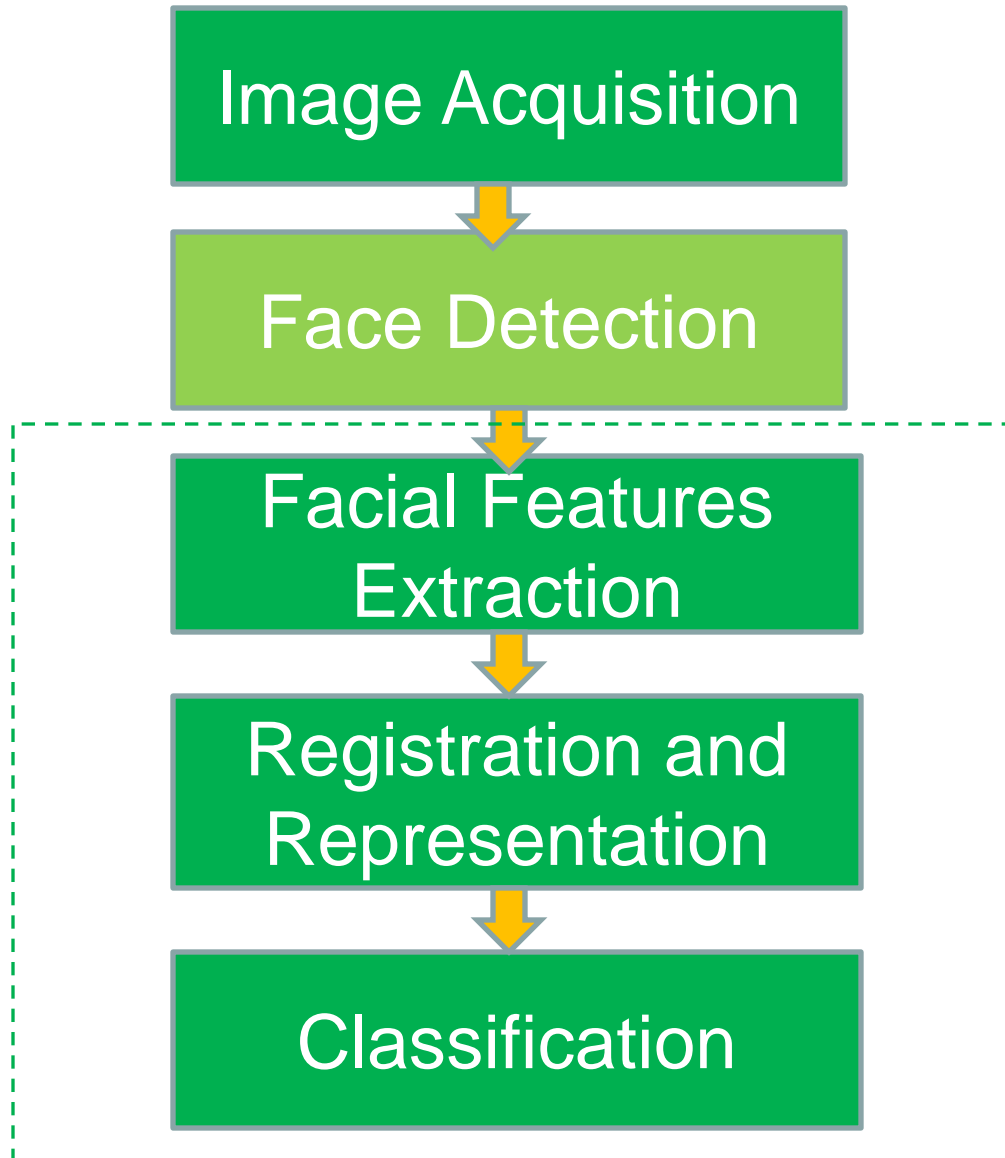 Image Acquisition
Face Detection
Facial Features
Extraction
Registration and
Representation
Classification